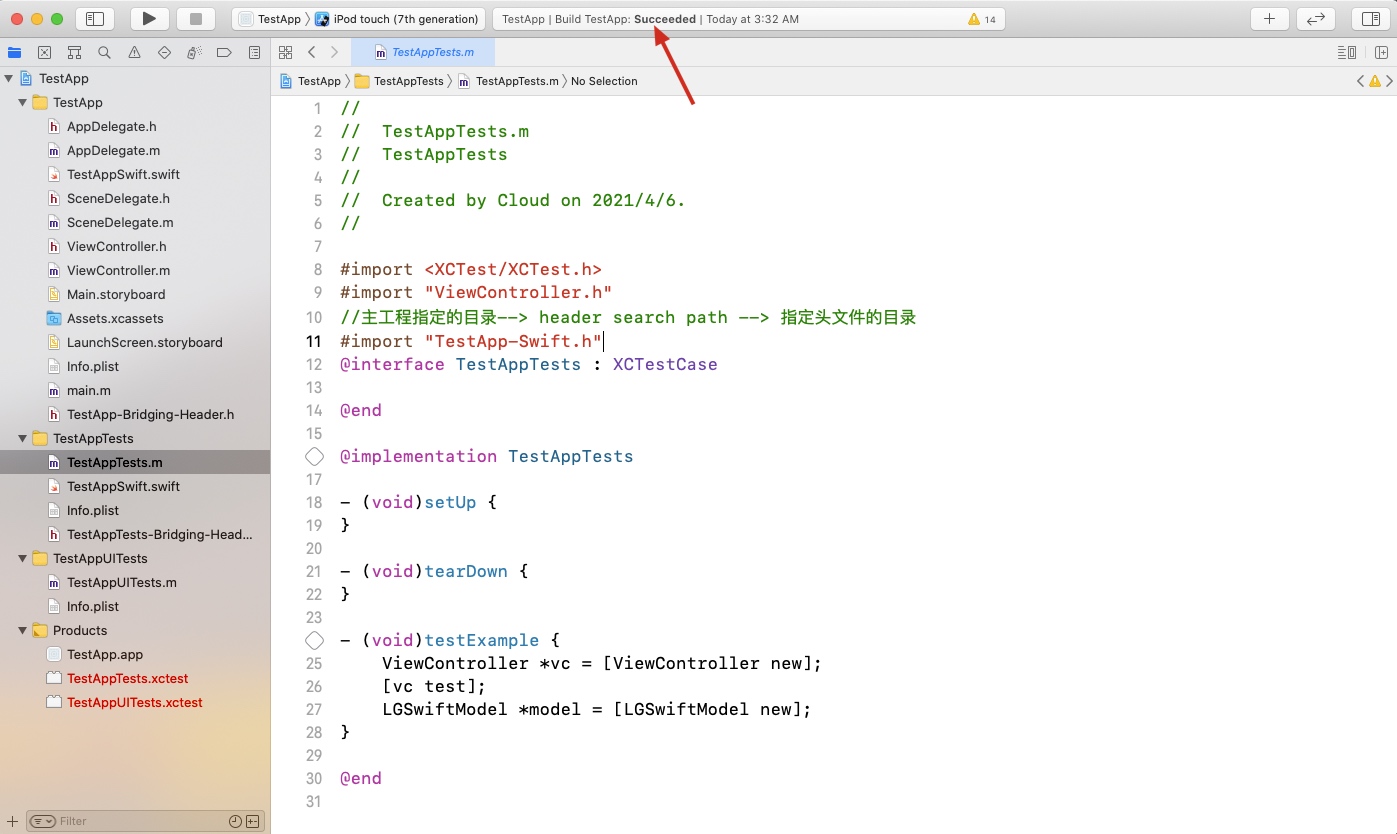 TestApp 〉 iPod touch (7th generation)
TestApp | Build TestApp: Succeeded | Today at 3:32 AM
14
TestAppTests.m
TestApp 〉 TestAppTests 〉 TestAppTests.m 〉 No Selection
TestApp
TestApp
AppDelegate.h
AppDelegate.m
TestAppSwift.swift
SceneDelegate.h
SceneDelegate.m
ViewController.h
ViewController.m
Main.storyboard
Assets.xcassets
LaunchScreen.storyboard
Info.plist
main.m
TestApp-Bridging-Header.h
TestAppTests
TestAppTests.m
TestAppSwift.swift
Info.plist
TestAppTests-Bridging-Head...
TestAppUITests
TestAppUITests.m
Info.plist
Products
TestApp.app
TestAppTests.xctest
TestAppUITests.xctest
Filter
1 //
2 //  TestAppTests.m
3 //  TestAppTests
4 //
5 //  Created by Cloud on 2021/4/6.
6 //
7
8 #import <XCTest/XCTest.h>
9 #import "ViewController.h"
10 //主工程指定的目录--> header search path --> 指定头文件的目录
11 #import "TestApp-Swift.h"
12 @interface TestAppTests : XCTestCase
13
14 @end
15
@implementation TestAppTests
17
18 - (void)setUp {
19 }
20
21 - (void)tearDown {
22 }
23
- (void)testExample {
25     ViewController *vc = [ViewController new];
26     [vc test];
27     LGSwiftModel *model = [LGSwiftModel new];
28 }
29
30 @end
31